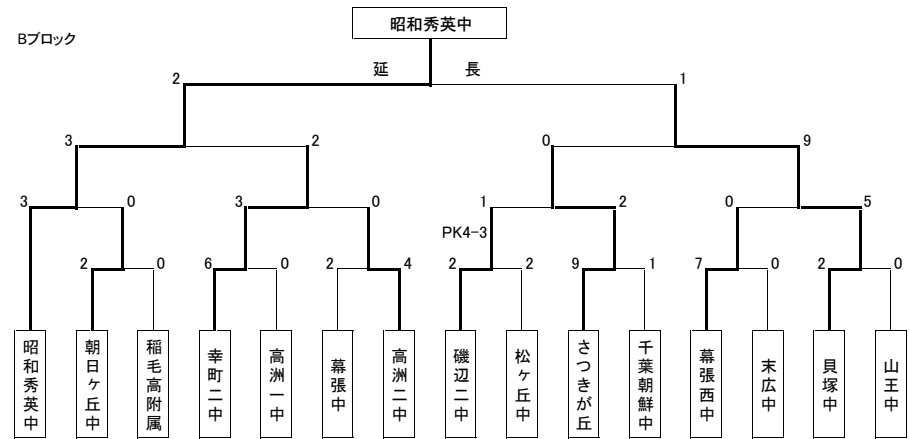 昭和秀英中
Bブロック
延 長
2 1
3 2 0 9
3 0 3 0 1 2 0 5
PK4-3
2 0 6 0 2 4 2 2 9 1 7 0 2 0
昭和秀英中
朝日ヶ丘中
稲毛高附属
幸町二中
高洲一中
幕張中
高洲二中
磯辺二中
松ヶ丘中
さつきが丘
千葉朝鮮中
幕張西中
末広中
貝塚中
山王中